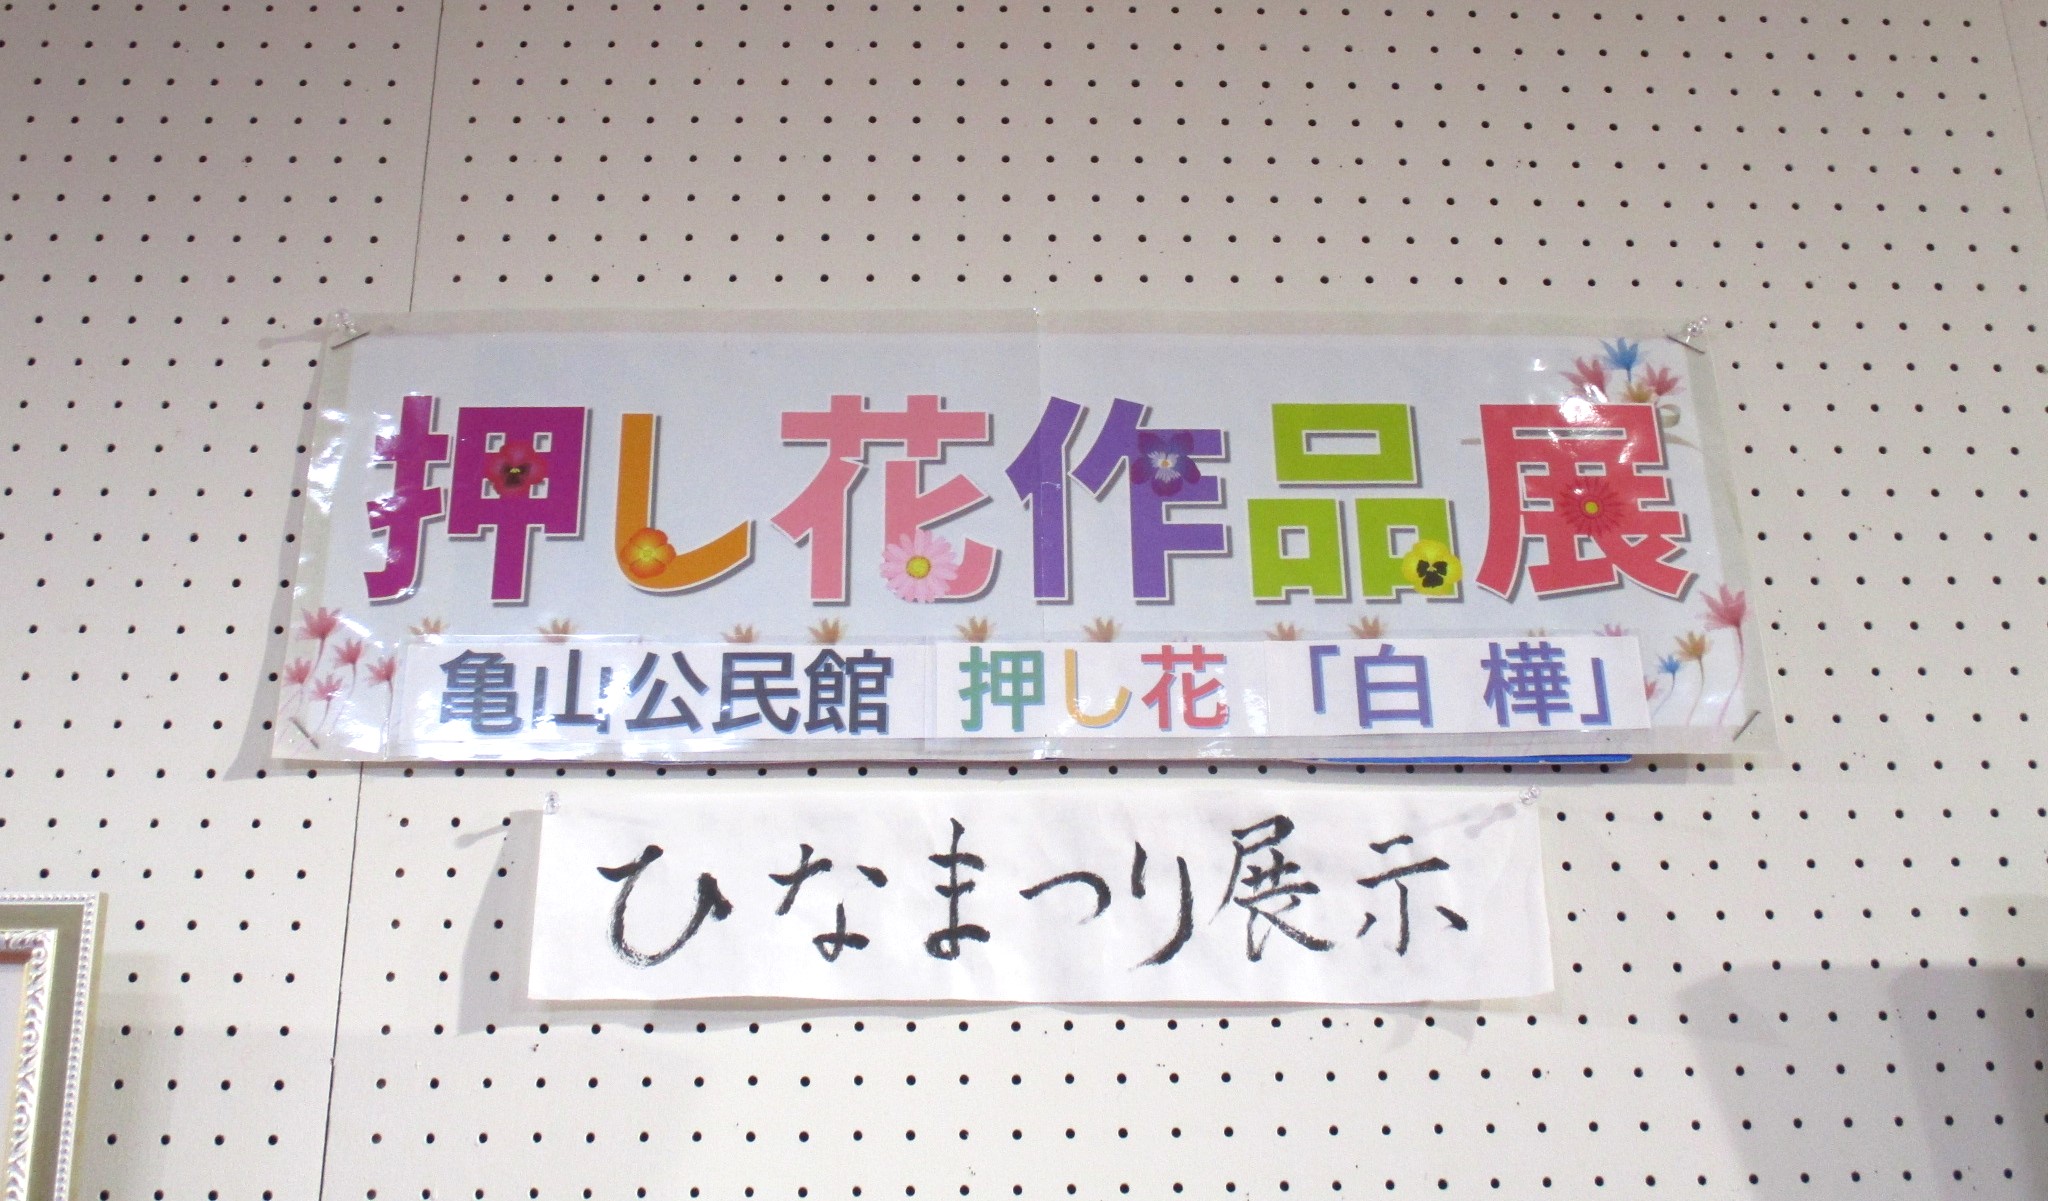 押し花作品展
亀山公民館 押し花 「白 樺」
ひなまつり展示